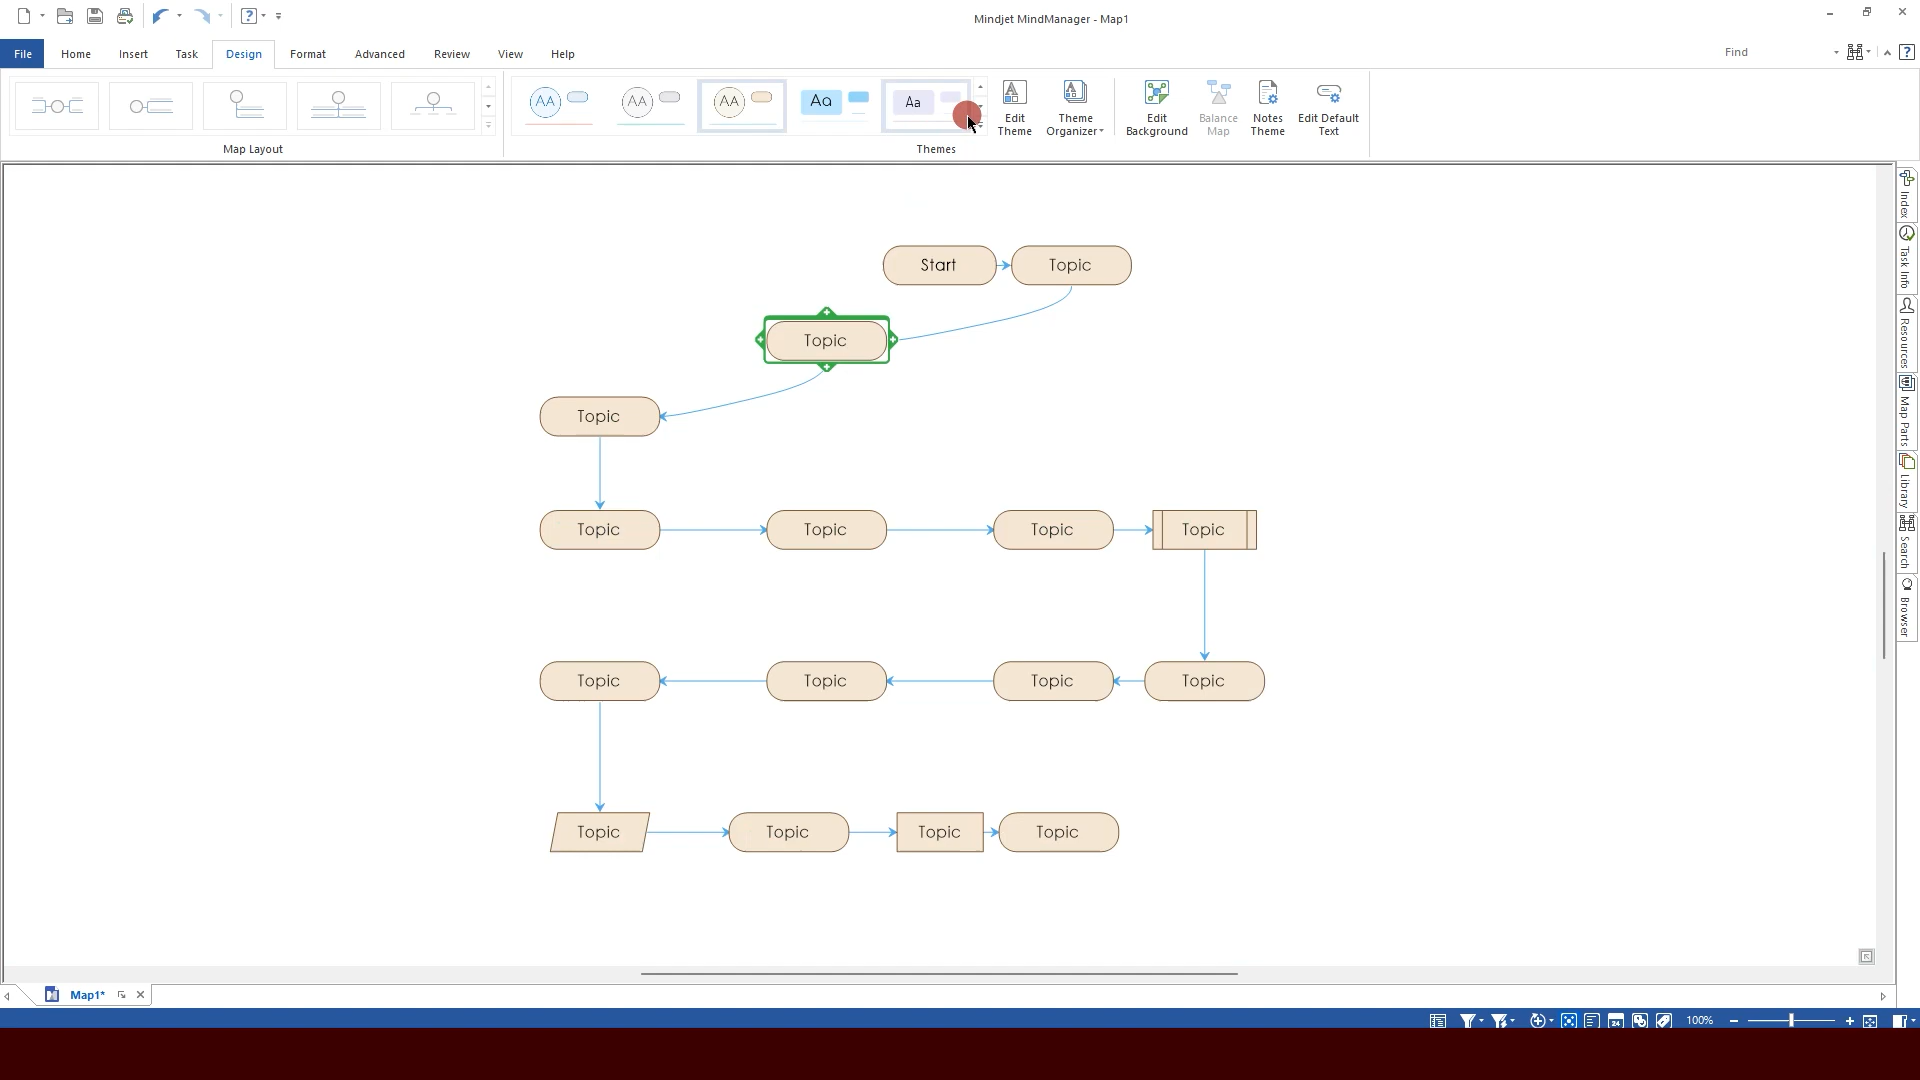 Mindjet MindManager - Map1
File Home Insert Task Design Format Advanced Review View Help Find
AA AA AA Aa Aa
Edit Theme
Theme Organizer
Edit Background
Balance Map
Notes Theme
Edit Default Text
Map Layout
Themes
Start Topic
Topic
Topic
Topic Topic Topic Topic
Topic Topic Topic Topic
Topic Topic Topic Topic
Index
Task Info
Resources
Map Parts
Library
Search
Browser
Map1*
24
100%